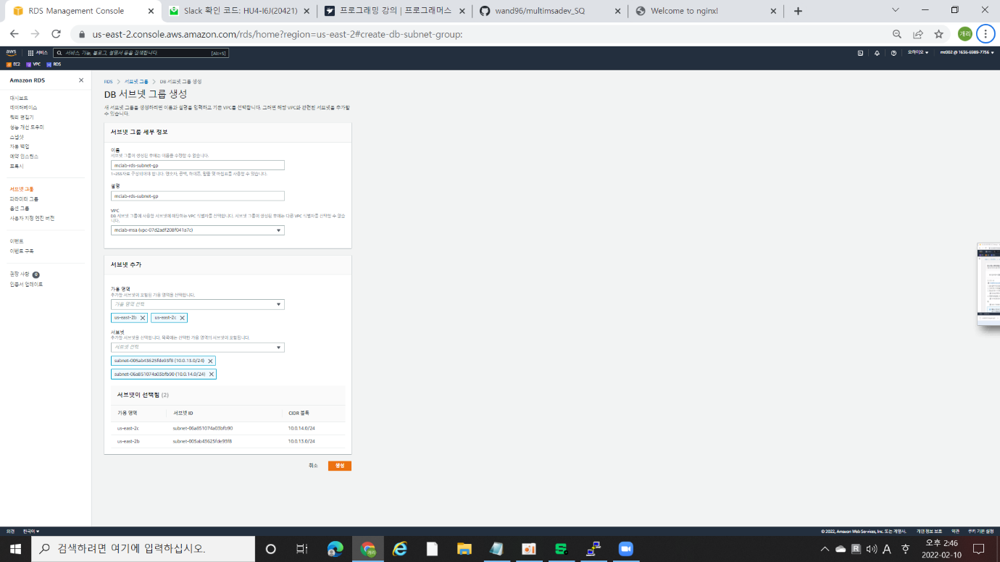 RDS Management Console
Slack 확인 코드: HU4-I6J(20421)
프로그래밍 강의 | 프로그래머스
wand96/multimsadev_SQ
Welcome to nginx!
us-east-2.console.aws.amazon.com/rds/home?region=us-east-2#create-db-subnet-group:
개리
aws
서비스
서비스, 기능, 블로그, 설명서 등을 검색합니다.
[Alt+S]
오하이오
mc002 @ 1636-6989-7756
EC2
VPC
RDS
Amazon RDS
대시보드
데이터베이스
쿼리 편집기
성능 개선 도우미
스냅샷
자동 백업
예약 인스턴스
프록시
서브넷 그룹
파라미터 그룹
옵션 그룹
사용자 지정 엔진 버전
이벤트
이벤트 구독
권장 사항 0
인증서 업데이트
RDS > 서브넷 그룹 > DB 서브넷 그룹 생성
DB 서브넷 그룹 생성
새 서브넷 그룹을 생성하려면 이름과 설명을 입력하고 기존 VPC를 선택합니다. 그러면 해당 VPC와 관련된 서브넷을 추가할
수 있습니다.
서브넷 그룹 세부 정보
이름
서브넷 그룹이 생성된 후에는 이름을 수정할 수 없습니다.
mclab-rds-subnet-gp
1~255자로 구성되어야 합니다. 영숫자, 공백, 하이픈, 밑줄 및 마침표를 사용할 수 있습니다.
설명
mclab-rds-subnet-gp
VPC
DB 서브넷 그룹에 사용할 서브넷에 해당하는 VPC 식별자를 선택합니다. 서브넷 그룹이 생성된 후에는 다른 VPC 식별자를 선택할 수 없습
니다.
mclab-msa (vpc-07d2adf208f041a7c)
서브넷 추가
가용 영역
추가할 서브넷이 포함된 가용 영역을 선택합니다.
가용 영역 선택
us-east-2b
us-east-2c
서브넷
추가할 서브넷을 선택합니다. 목록에는 선택한 가용 영역의 서브넷이 포함됩니다.
서브넷 선택
subnet-005ab43625fde93f8 (10.0.13.0/24)
subnet-06a851074a03bfb90 (10.0.14.0/24)
서브넷이 선택됨 (2)
가용 영역
서브넷 ID
CIDR 블록
us-east-2c
subnet-06a851074a03bfb90
10.0.14.0/24
us-east-2b
subnet-005ab43625fde93f8
10.0.13.0/24
취소
생성
의견
한국어
© 2022, Amazon Web Services, Inc. 또는 계열사.
개인 정보 보호
약관
쿠키 기본 설정
검색하려면 여기에 입력하십시오.
개리
R
A
오후 2:46
2022-02-10